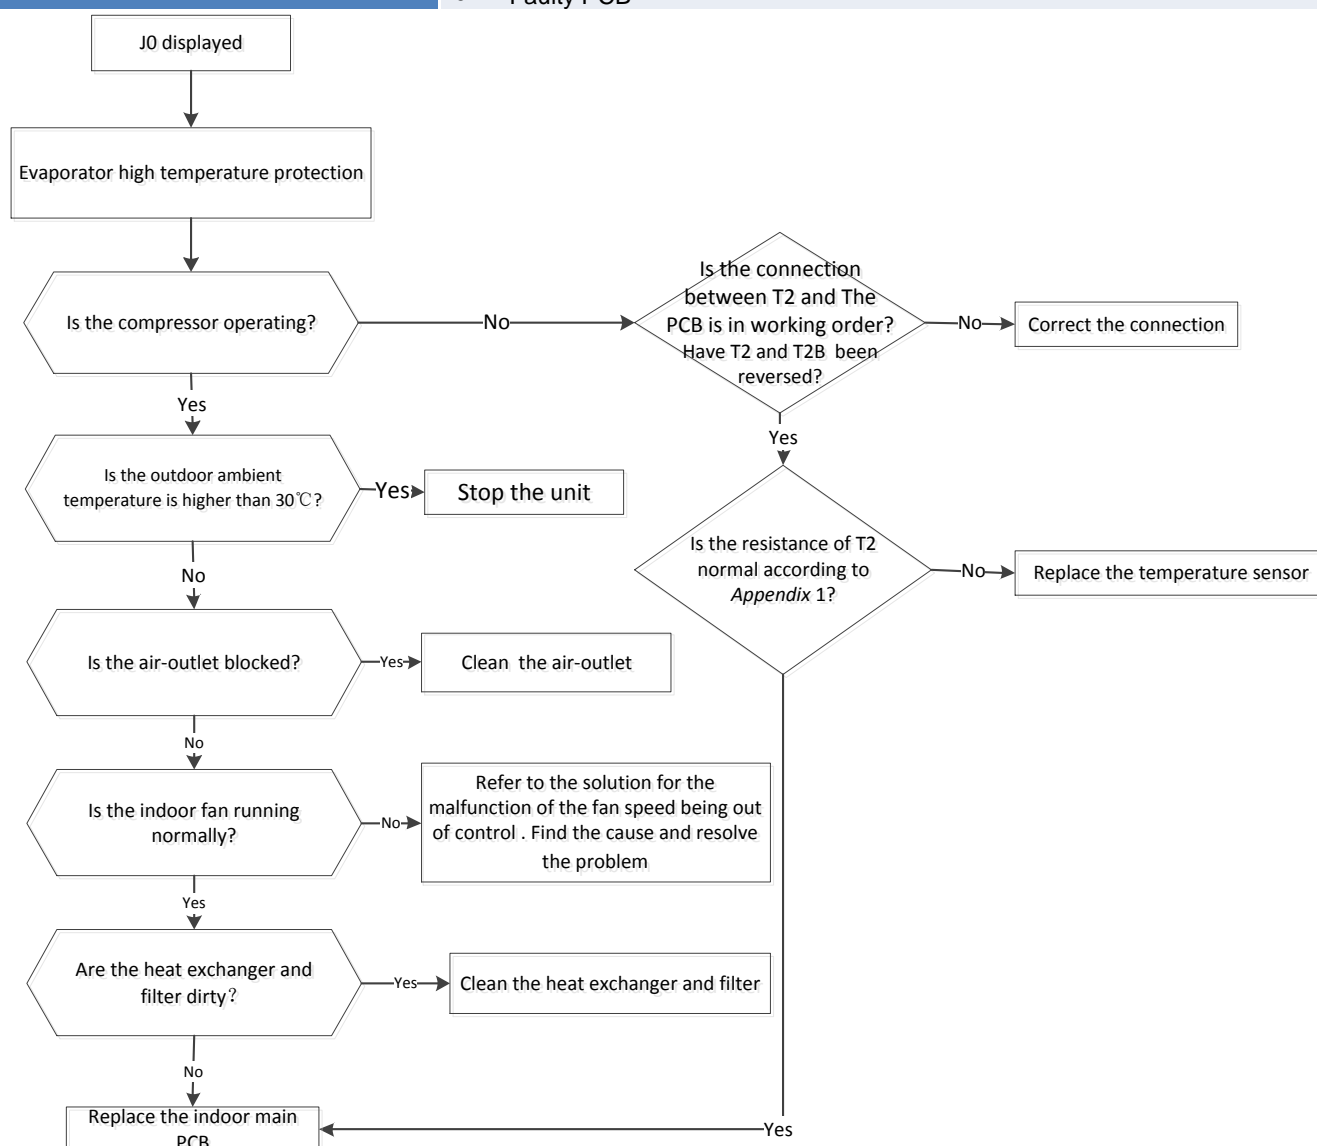 Faulty PCB
J0 displayed
Evaporator high temperature protection
Is the compressor operating?
No
Is the connection
between T2 and The
PCB is in working order?
Have T2 and T2B been
reversed?
No
Correct the connection
Yes
Yes
Is the outdoor ambient
temperature is higher than 30℃?
Yes
Stop the unit
Is the resistance of T2
normal according to
Appendix 1?
No
Replace the temperature sensor
No
Is the air-outlet blocked?
Yes
Clean the air-outlet
No
Is the indoor fan running
normally?
No
Refer to the solution for the
malfunction of the fan speed being out
of control . Find the cause and resolve
the problem
Yes
Are the heat exchanger and
filter dirty?
Yes
Clean the heat exchanger and filter
No
Replace the indoor main
PCB
Yes